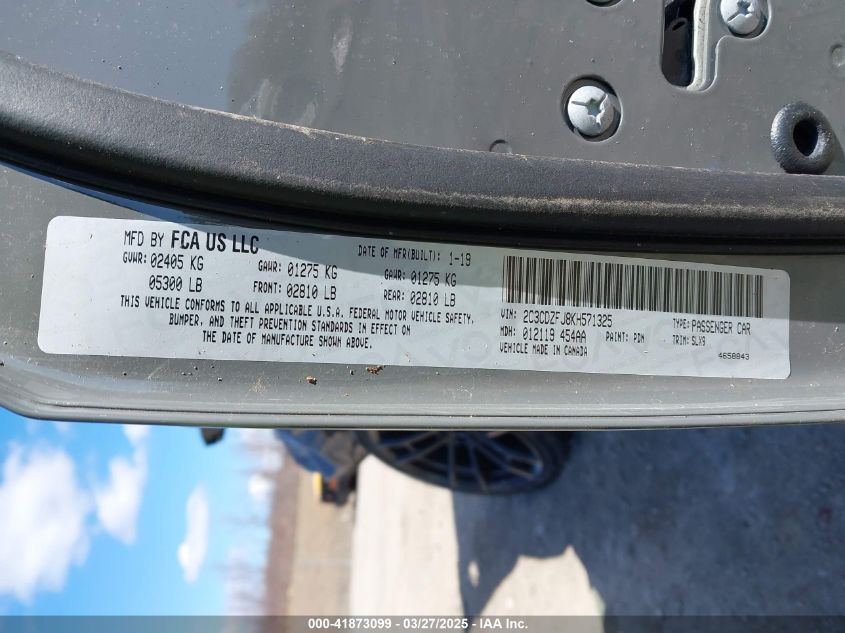 MFD BY FCA US LLC
DATE OF MFR(BUILT): 1-19
GVWR: 02405 KG GAWR: 01275 KG GAWR: 01275 KG
05300 LB FRONT: 02810 LB REAR: 02810 LB
THIS VEHICLE CONFORMS TO ALL APPLICABLE U.S.A. FEDERAL MOTOR VEHICLE SAFETY,
BUMPER, AND THEFT PREVENTION STANDARDS IN EFFECT ON
THE DATE OF MANUFACTURE SHOWN ABOVE.
VIN: 2C3CDZFJ8KH571325 TYPE: PASSENGER CAR
MDH: 012119 454AA PAINT: PDN TRIM: SLX9
VEHICLE MADE IN CANADA 4658843
000-41873099 | 03/27/2025 - IAA Inc.